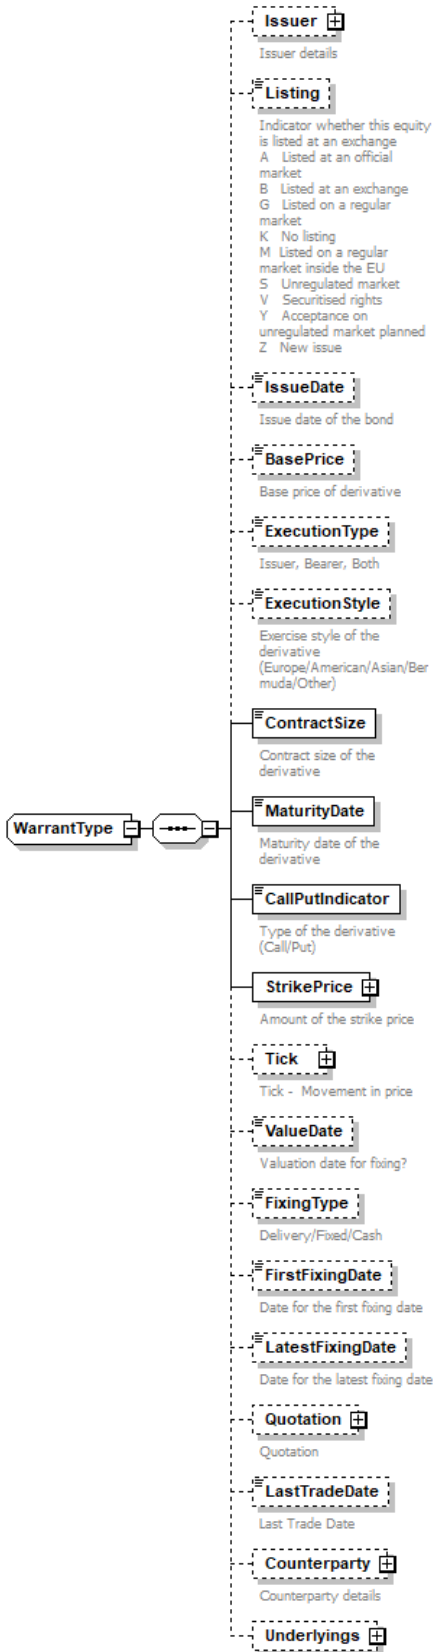 Issuer
Issuer details
Listing
Indicator whether this equity
is listed at an exchange
A Listed at an official
market
B Listed at an exchange
G Listed on a regular
market
K No listing
M Listed on a regular
market inside the EU
S Unregulated market
V Securitised rights
Y Acceptance on
unregulated market planned
Z New issue
IssueDate
Issue date of the bond
BasePrice
Base price of derivative
ExecutionType
Issuer, Bearer, Both
ExecutionStyle
Exercise style of the
derivative
(Europe/American/Asian/Ber
muda/Other)
ContractSize
Contract size of the
derivative
MaturityDate
WarrantType
Maturity date of the
derivative
CallPutIndicator
Type of the derivative
(Call/Put)
StrikePrice
Amount of the strike price
Tick
Tick - Movement in price
ValueDate
Valuation date for fixing?
FixingType
Delivery/Fixed/Cash
FirstFixingDate
Date for the first fixing date
LatestFixingDate
Date for the latest fixing date
Quotation
Quotation
LastTradeDate
Last Trade Date
Counterparty
Counterparty details
Underlyings